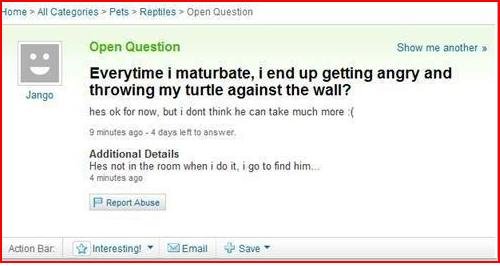 Home > All Categories > Pets > Reptiles > Open Question
Open Question
Show me another »
Everytime i maturbate, i end up getting angry and
throwing my turtle against the wall?
Jango
hes ok for now, but i dont think he can take much more :(
9 minutes ago - 4 days left to answer.
Additional Details
Hes not in the room when i do it, i go to find him...
4 minutes ago
Report Abuse
Action Bar: Interesting! Email Save